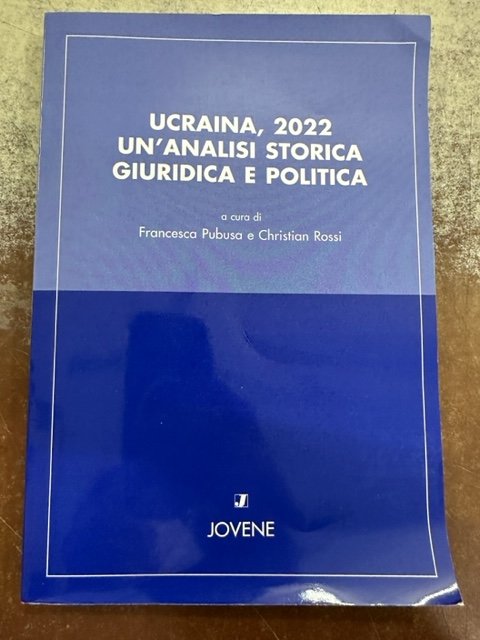 UCRAINA, 2022
UN'ANALISI STORICA
GIURIDICA E POLITICA
a cura di
Francesca Pubusa e Christian Rossi
J
JOVENE